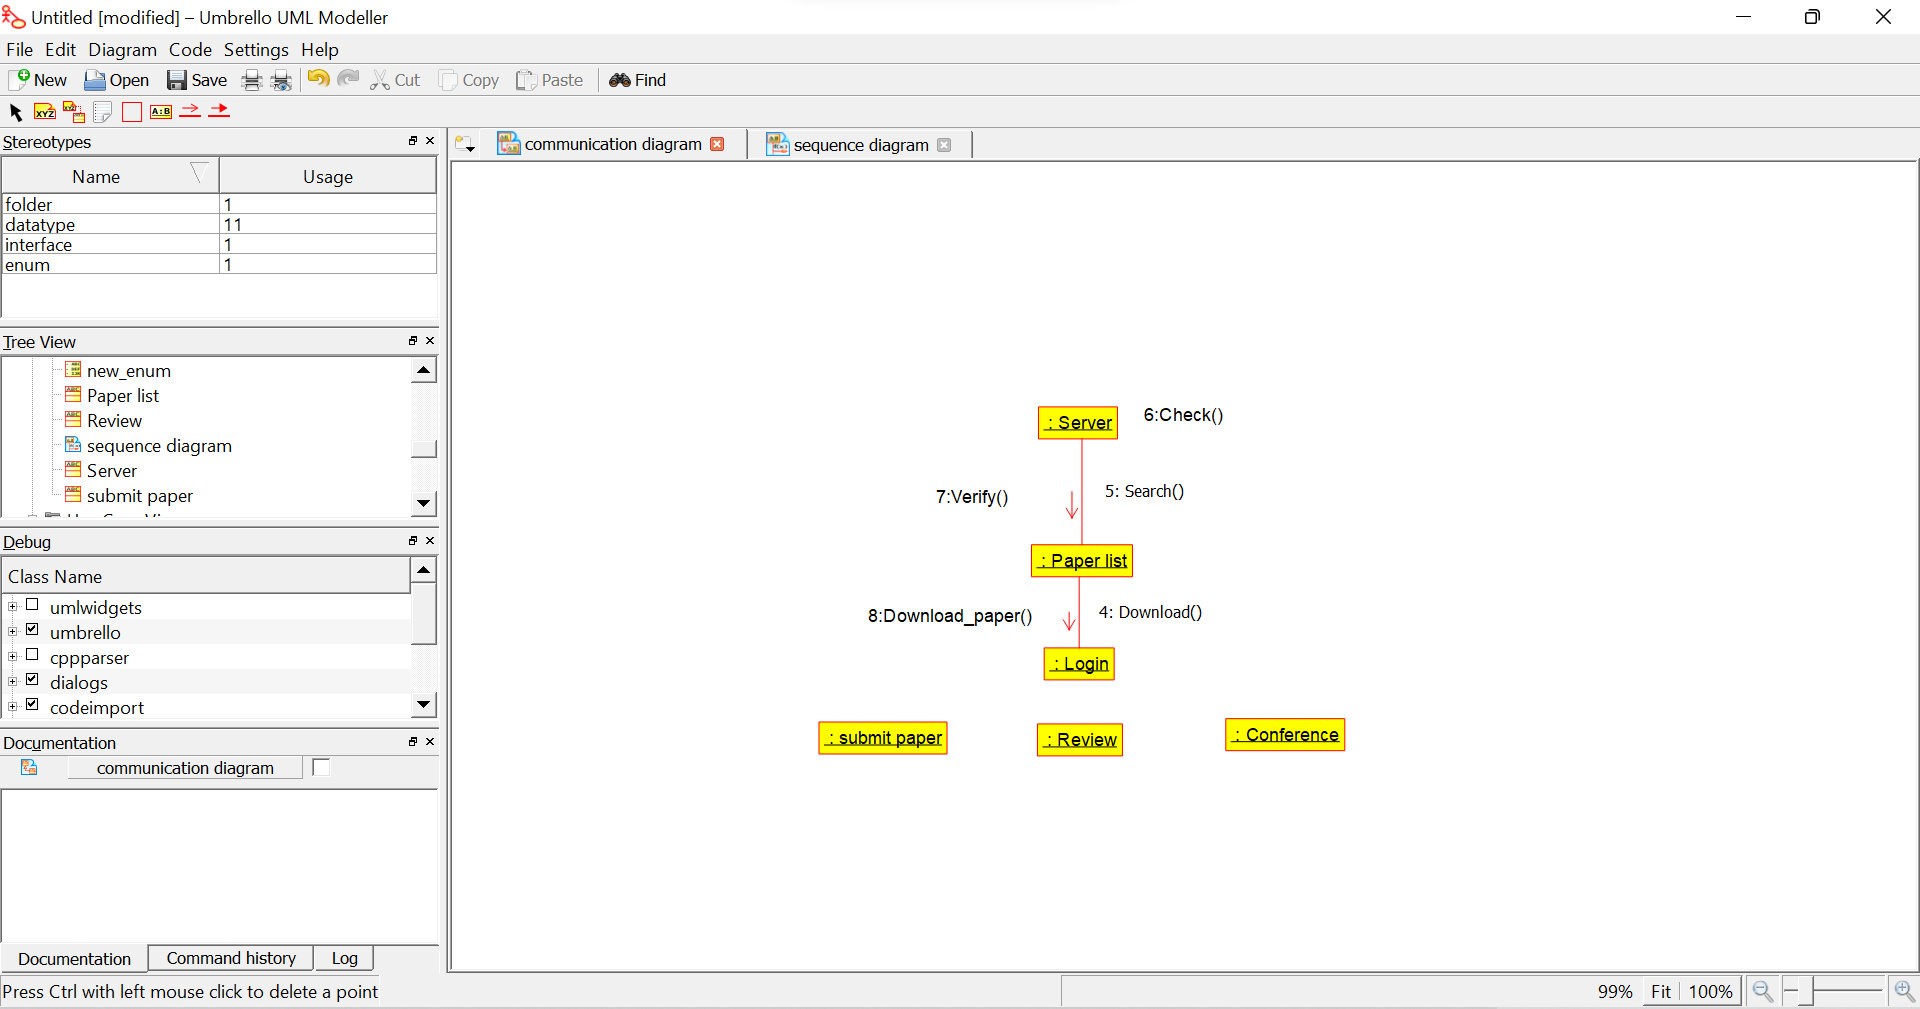 Untitled [modified] – Umbrello UML Modeller
File Edit Diagram Code Settings Help
New Open Save Cut Copy Paste Find
XYZ XYZ A:B
Stereotypes
Name Usage
folder 1
datatype 11
interface 1
enum 1
Tree View
new_enum
Paper list
Review
sequence diagram
Server
submit paper
Debug
Class Name
umlwidgets
umbrello
cppparser
dialogs
codeimport
Documentation
communication diagram
Documentation Command history Log
Press Ctrl with left mouse click to delete a point
communication diagram sequence diagram
: Server 6:Check()
7:Verify() 5: Search()
: Paper list
8:Download_paper() 4: Download()
: Login
: submit paper : Review : Conference
99% Fit 100%